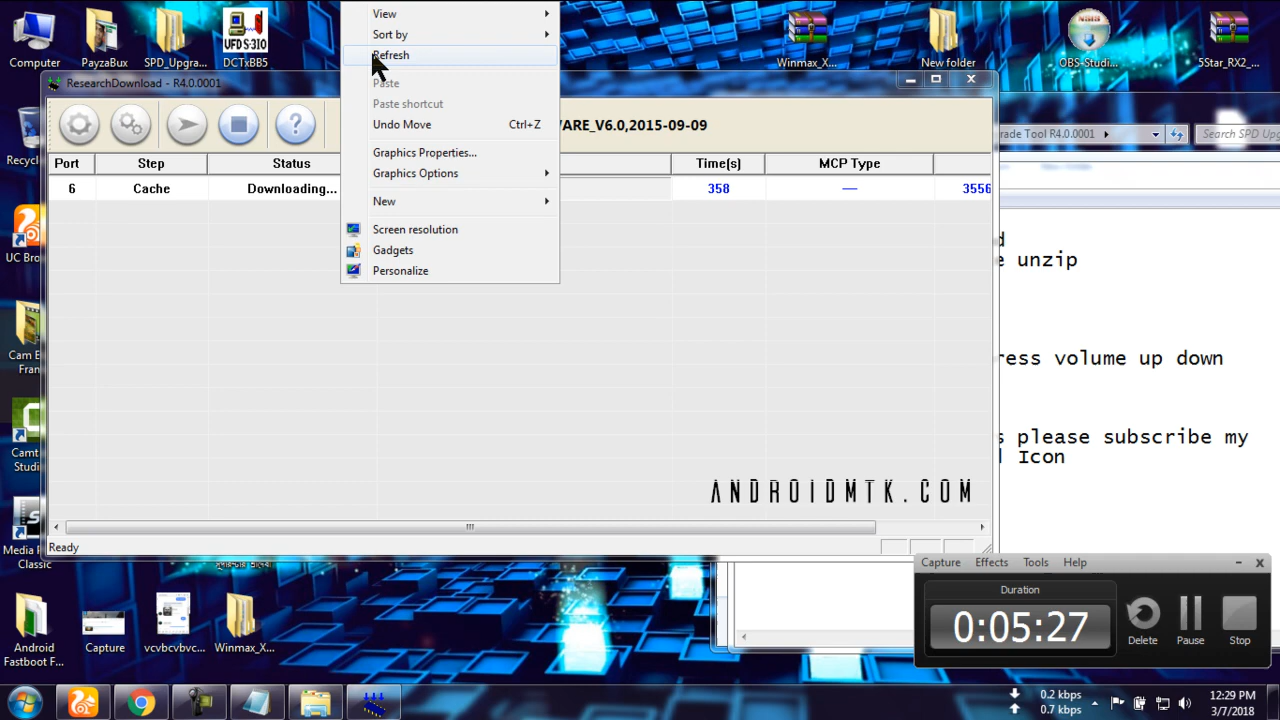 Computer
PayzaBux
SPD_Upgra...
UFD S-310
DCTxBB5
Winmax_X...
New folder
OBS-Studi...
5Star_RX2_...
View
Sort by
Refresh
Paste
Paste shortcut
Undo Move Ctrl+Z
Graphics Properties...
Graphics Options
New
Screen resolution
Gadgets
Personalize
ResearchDownload - R4.0.0001
ARE_V6.0,2015-09-09
Port Step Status Time(s) MCP Type
6 Cache Downloading... 358 — 3556
ANDROIDMTK.COM
Ready
rade Tool R4.0.0001
Search SPD Upg
d
e unzip
ress volume up down
s please subscribe my
d Icon
Recyc
UC Bro
Cam E
Fran
Camt
Studi
Media P
Classic
Android
Fastboot F...
Capture
vcvbcvbvc...
Winmax_X...
Capture Effects Tools Help
Duration
0:05:27
Delete
Pause
Stop
0.2 kbps
0.7 kbps
12:29 PM
3/7/2018